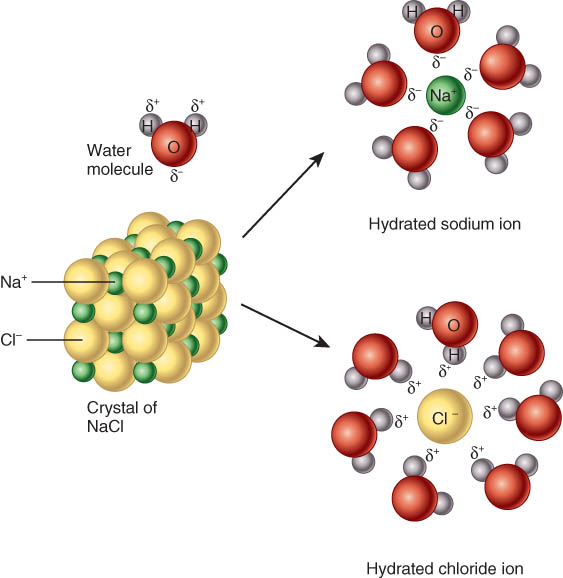 H H
O
δ⁻
δ⁻ δ⁻
Na⁺
δ⁻ δ⁻
Hydrated sodium ion
δ⁺ δ⁺
H H
O
δ⁻
Water
molecule
Na⁺
Cl⁻
Crystal of
NaCl
H O
H
δ⁺
δ⁺ δ⁺
δ⁺ Cl⁻ δ⁺
δ⁺ δ⁺
Hydrated chloride ion